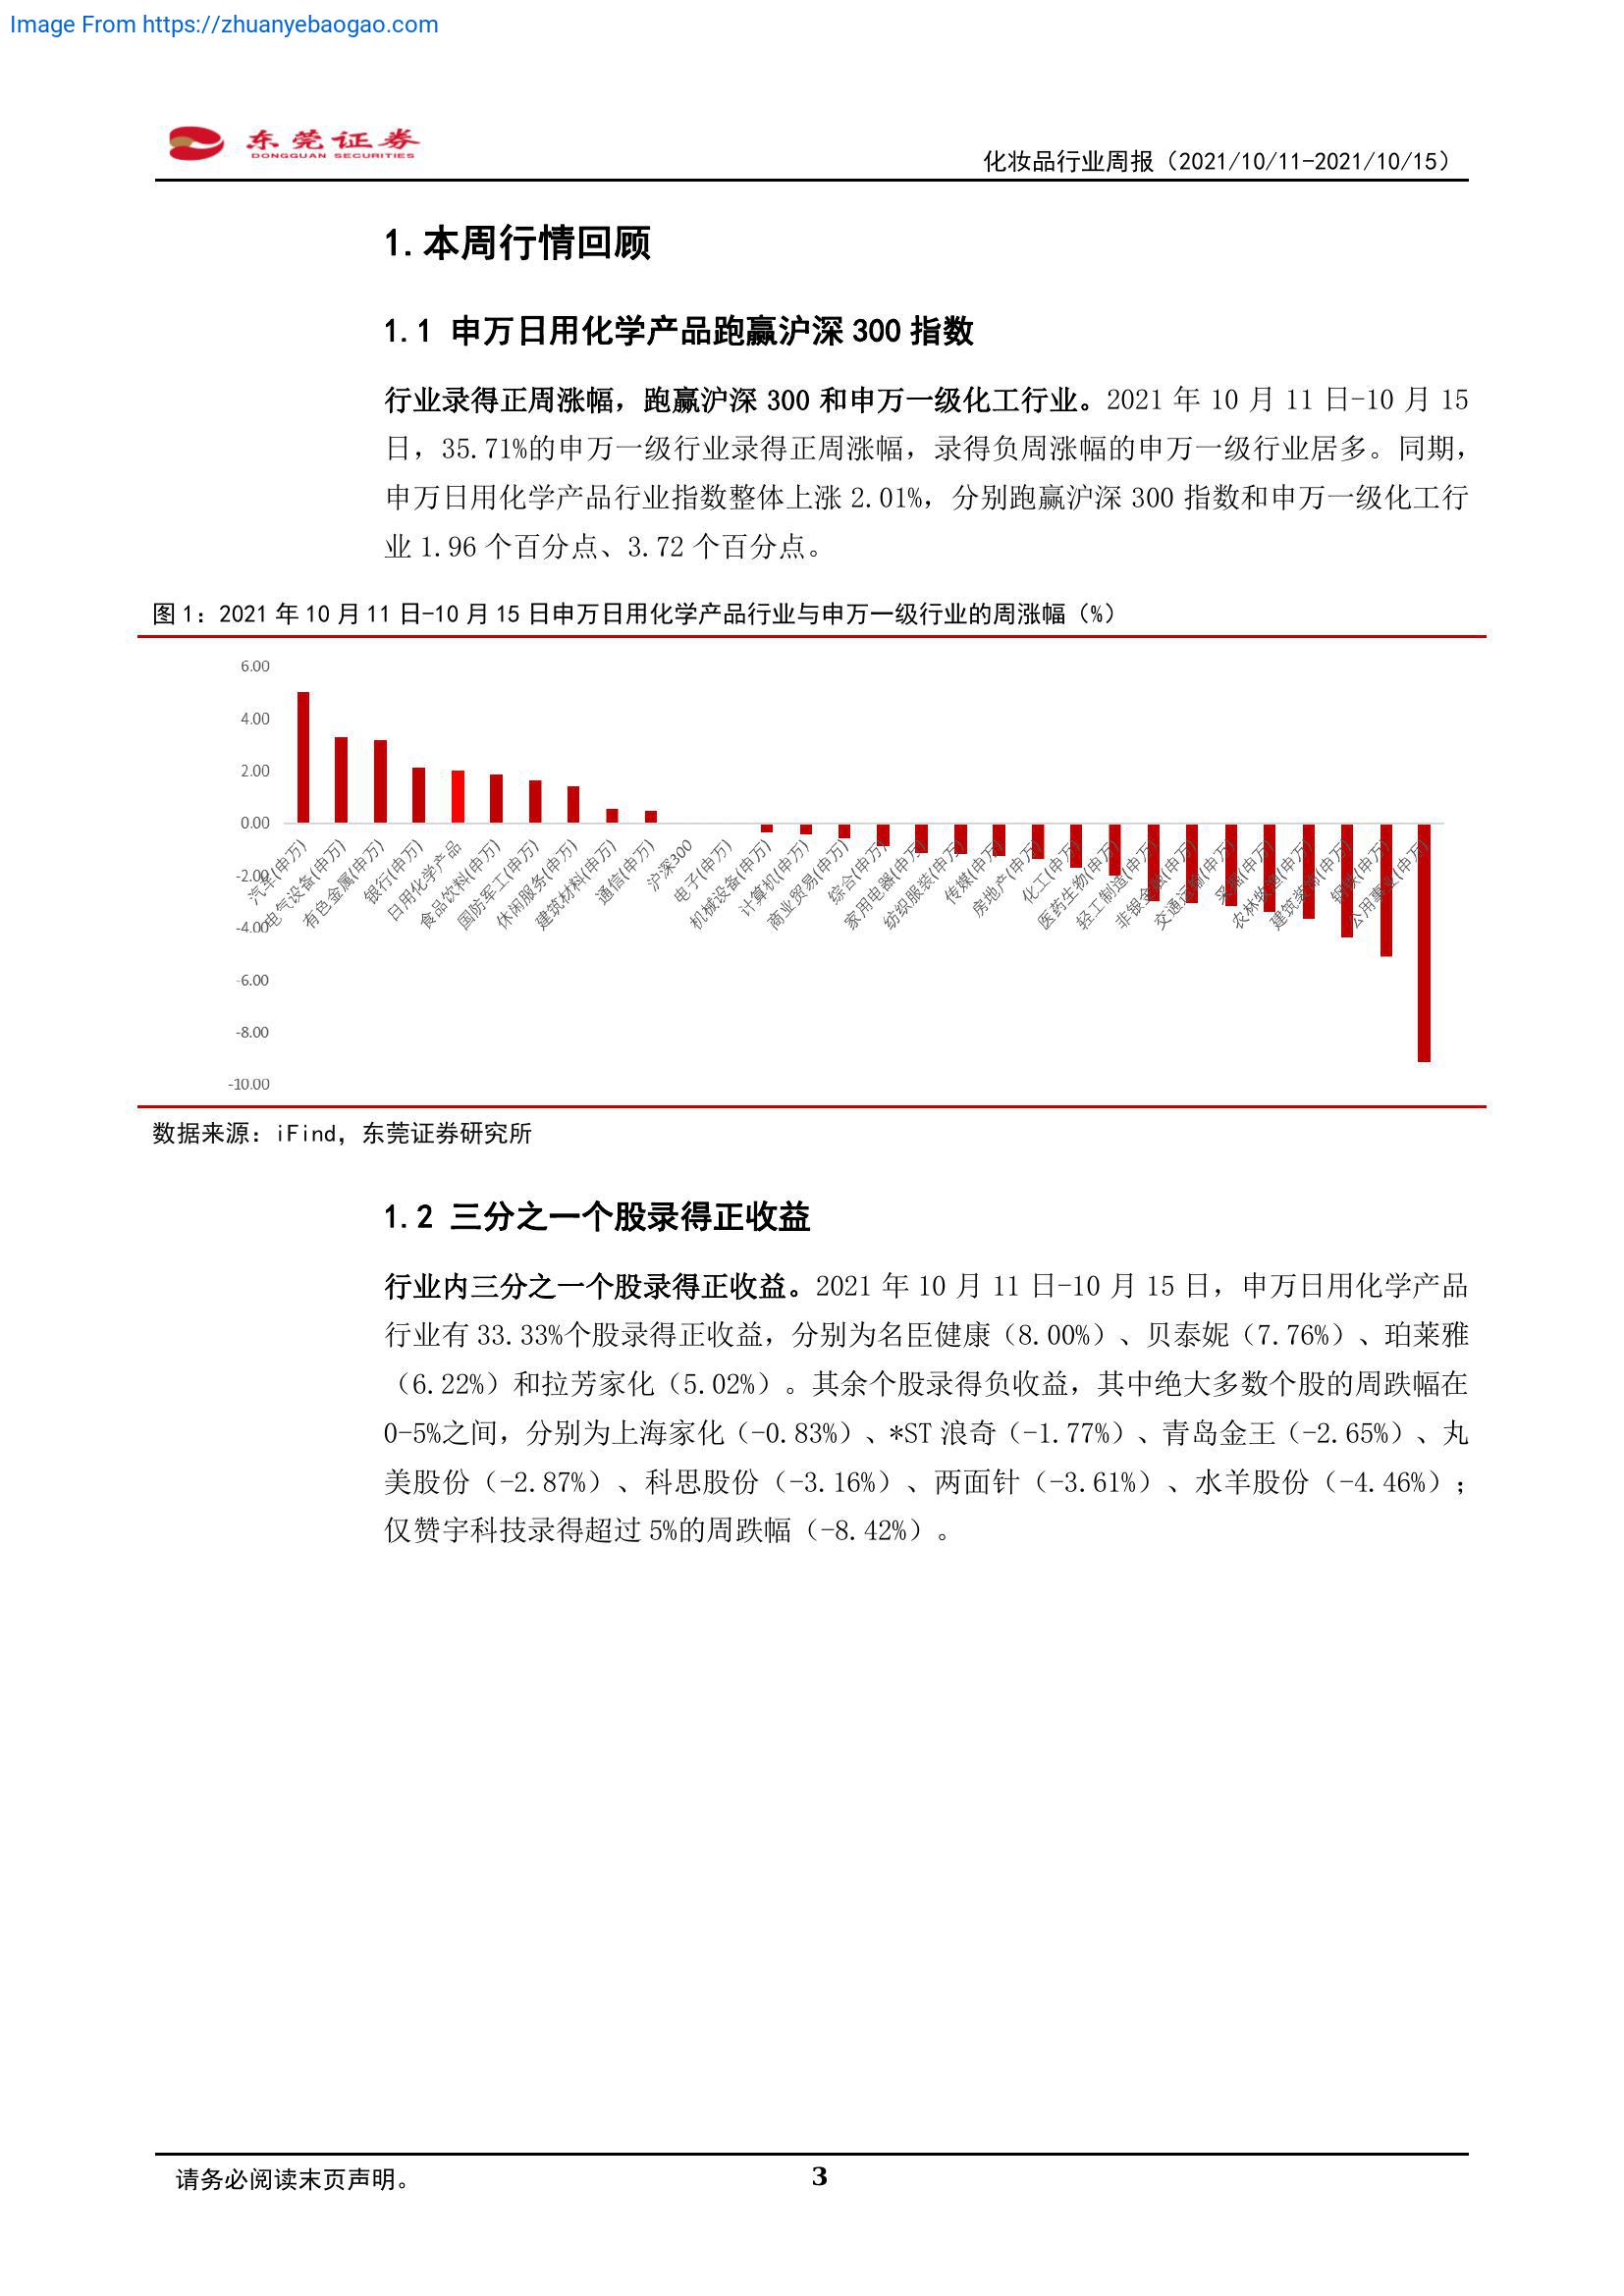 Image From https://zhuanyebaogao.com
东莞证券
DONGGUAN SECURITIES
化妆品行业周报（2021/10/11-2021/10/15）
1.本周行情回顾
1.1 申万日用化学产品跑赢沪深 300 指数
行业录得正周涨幅，跑赢沪深 300 和申万一级化工行业。2021 年 10 月 11 日-10 月 15
日，35.71%的申万一级行业录得正周涨幅，录得负周涨幅的申万一级行业居多。同期，
申万日用化学产品行业指数整体上涨 2.01%，分别跑赢沪深 300 指数和申万一级化工行
业 1.96 个百分点、3.72 个百分点。
图 1：2021 年 10 月 11 日-10 月 15 日申万日用化学产品行业与申万一级行业的周涨幅（%）
6.00
4.00
2.00
0.00
-2.00
-4.00
-6.00
-8.00
-10.00
汽车(申万)
电气设备(申万)
有色金属(申万)
银行(申万)
日用化学产品
食品饮料(申万)
国防军工(申万)
休闲服务(申万)
建筑材料(申万)
通信(申万)
沪深300
电子(申万)
机械设备(申万)
计算机(申万)
商业贸易(申万)
综合(申万)
家用电器(申万)
纺织服装(申万)
传媒(申万)
房地产(申万)
化工(申万)
医药生物(申万)
轻工制造(申万)
非银金融(申万)
交通运输(申万)
采掘(申万)
农林牧渔(申万)
建筑装饰(申万)
钢铁(申万)
公用事业(申万)
数据来源：iFind，东莞证券研究所
1.2 三分之一个股录得正收益
行业内三分之一个股录得正收益。2021 年 10 月 11 日-10 月 15 日，申万日用化学产品
行业有 33.33%个股录得正收益，分别为名臣健康（8.00%）、贝泰妮（7.76%）、珀莱雅
（6.22%）和拉芳家化（5.02%）。其余个股录得负收益，其中绝大多数个股的周跌幅在
0-5%之间，分别为上海家化（-0.83%）、*ST 浪奇（-1.77%）、青岛金王（-2.65%）、丸
美股份（-2.87%）、科思股份（-3.16%）、两面针（-3.61%）、水羊股份（-4.46%）；
仅赞宇科技录得超过 5%的周跌幅（-8.42%）。
请务必阅读末页声明。
3